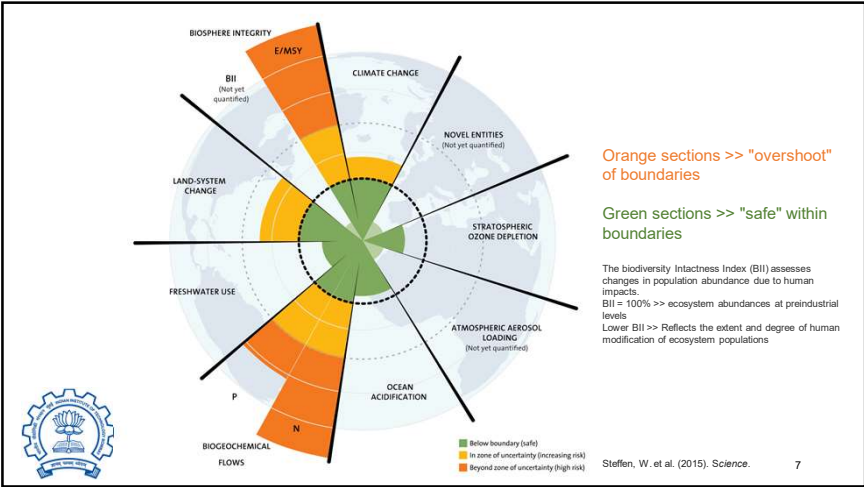 BIOSPHERE INTEGRITY
E/MSY
BII
(Not yet
quantified)
CLIMATE CHANGE
NOVEL ENTITIES
(Not yet quantified)
LAND-SYSTEM
CHANGE
STRATOSPHERIC
OZONE DEPLETION
FRESHWATER USE
ATMOSPHERIC AEROSOL
LOADING
(Not yet quantified)
P
OCEAN
ACIDIFICATION
N
BIOGEOCHEMICAL
FLOWS
Below boundary (safe)
In zone of uncertainty (increasing risk)
Beyond zone of uncertainty (high risk)
Orange sections >> "overshoot"
of boundaries
Green sections >> "safe" within
boundaries
The biodiversity Intactness Index (BII) assesses
changes in population abundance due to human
impacts.
BII = 100% >> ecosystem abundances at preindustrial
levels
Lower BII >> Reflects the extent and degree of human
modification of ecosystem populations
Steffen, W. et al. (2015). Science.
7